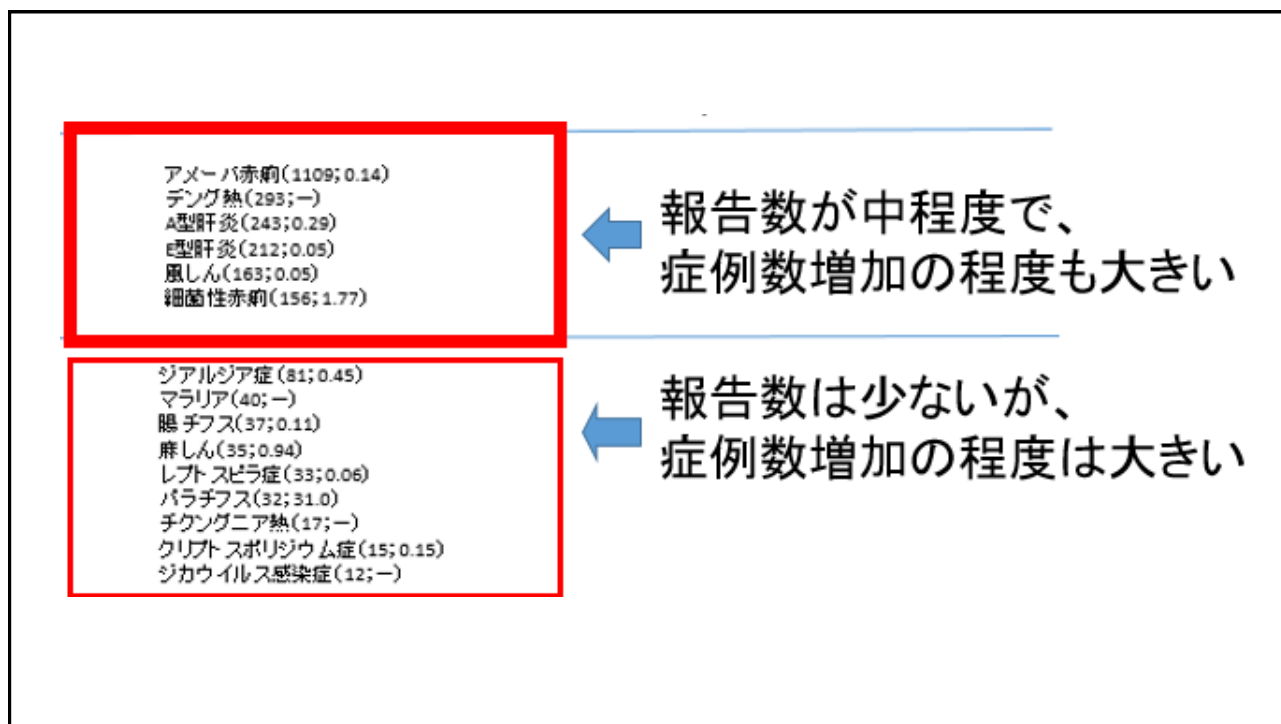 アメーバ赤痢(1109;0.14)
デング熱(293;ー)
A型肝炎(243;0.29)
E型肝炎(212;0.05)
風しん(163;0.05)
細菌性赤痢(156;1.77)
報告数が中程度で、
症例数増加の程度も大きい
ジアルジア症(81;0.45)
マラリア(40;ー)
腸チフス(37;0.11)
麻しん(35;0.94)
レプトスピラ症(33;0.06)
パラチフス(32;31.0)
チクングニア熱(17;ー)
クリプトスポリジウム症(15;0.15)
ジカウイルス感染症(12;ー)
報告数は少ないが、
症例数増加の程度は大きい